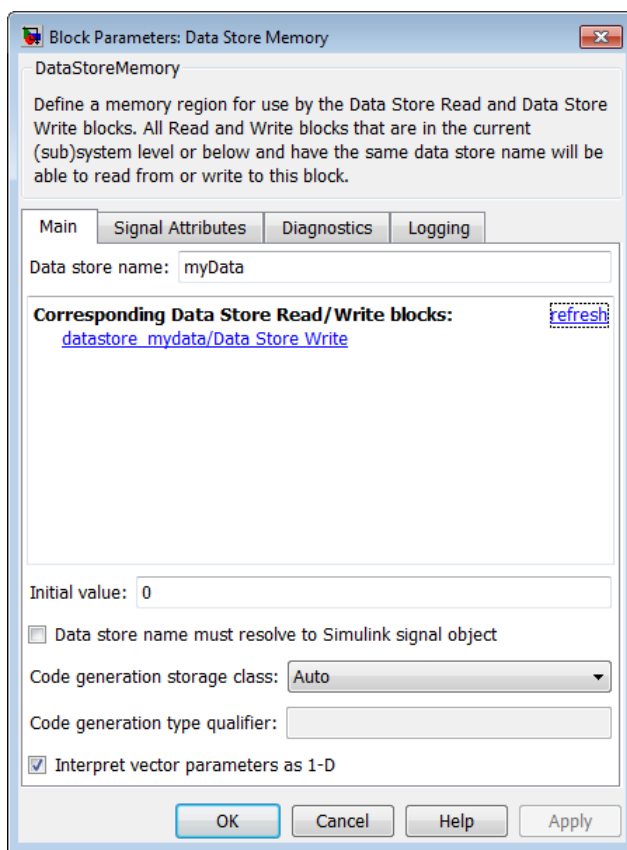 Block Parameters: Data Store Memory
DataStoreMemory
Define a memory region for use by the Data Store Read and Data Store
Write blocks. All Read and Write blocks that are in the current
(sub)system level or below and have the same data store name will be
able to read from or write to this block.
Main Signal Attributes Diagnostics Logging
Data store name: myData
Corresponding Data Store Read/Write blocks: refresh
datastore_mydata/Data Store Write
Initial value: 0
Data store name must resolve to Simulink signal object
Code generation storage class: Auto
Code generation type qualifier:
Interpret vector parameters as 1-D
OK Cancel Help Apply